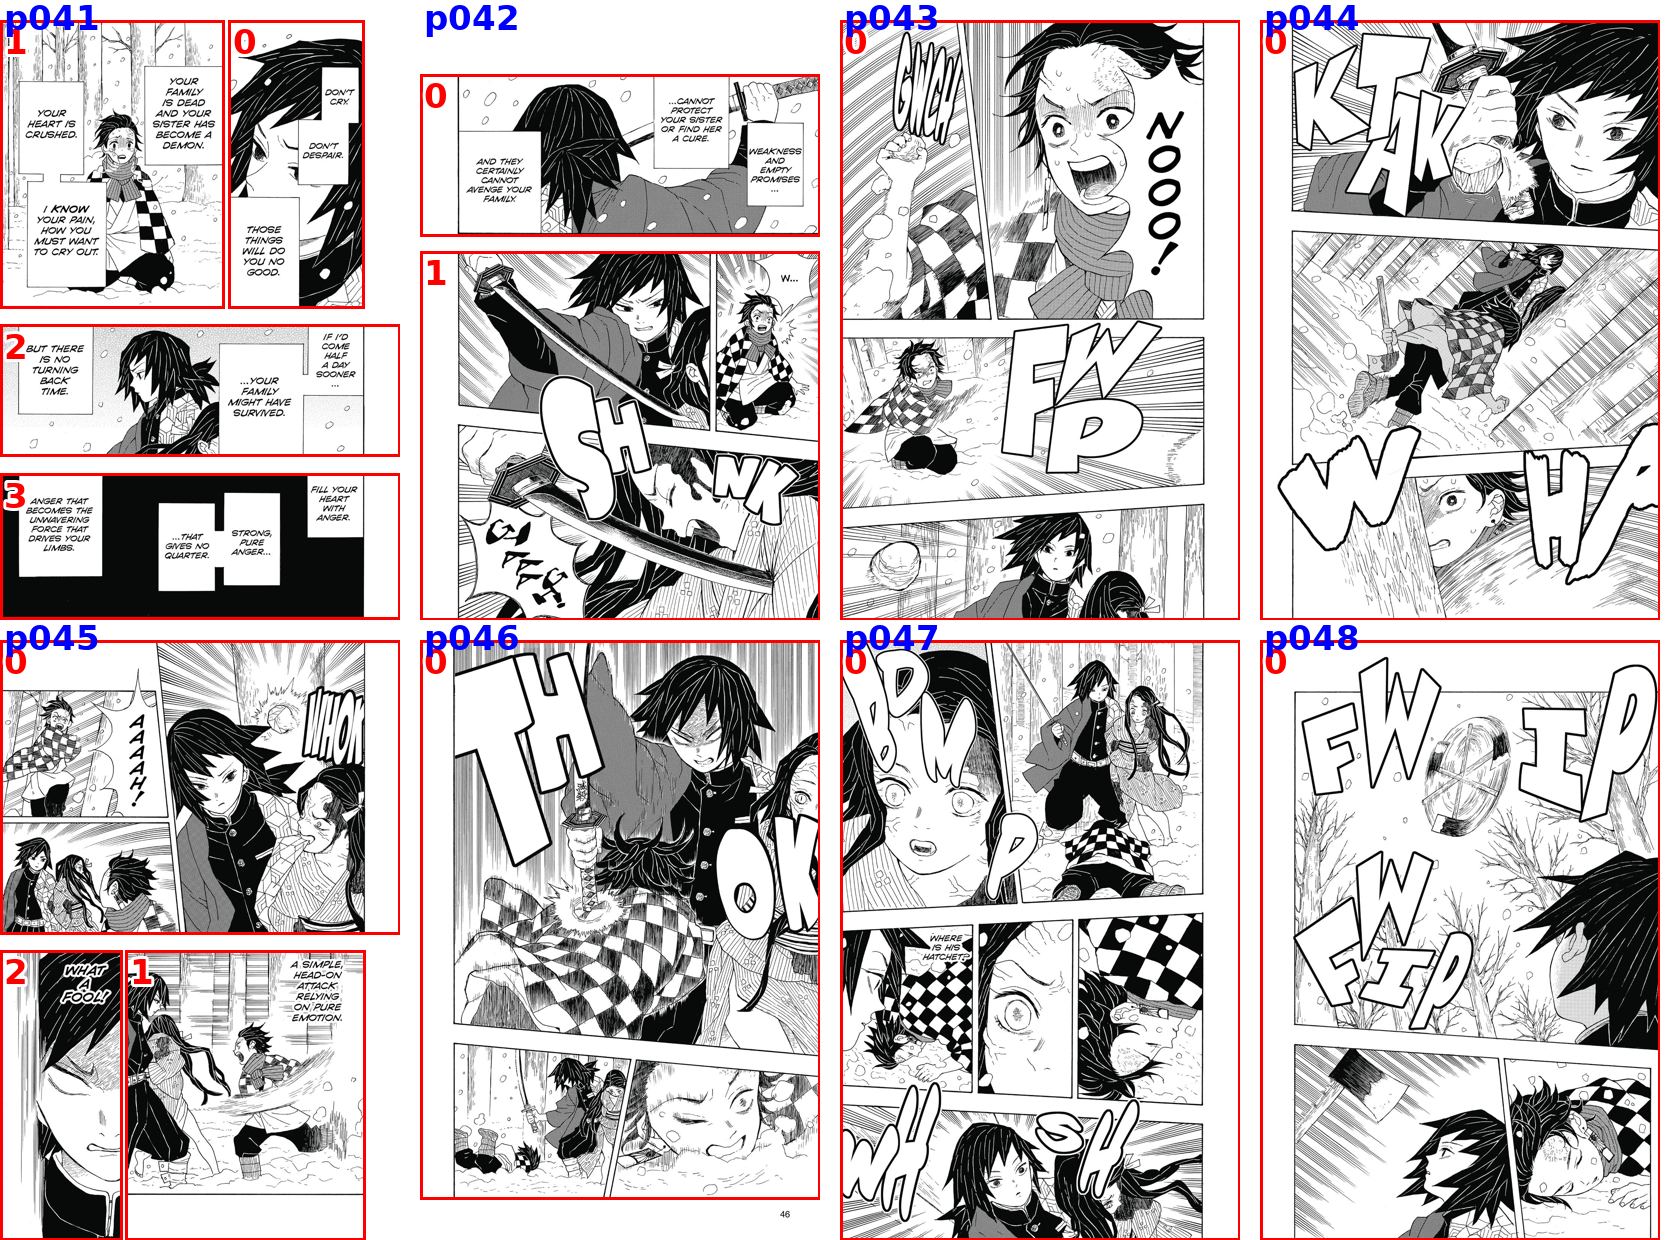 p041
0
DON'T
CRY.
DON'T
DESPAIR.
THOSE
THINGS
WILL DO
YOU NO
GOOD.
1
YOUR
FAMILY
IS DEAD
AND YOUR
SISTER HAS
BECOME A
DEMON.
YOUR
HEART IS
CRUSHED.
I KNOW
YOUR PAIN,
HOW YOU
MUST WANT
TO CRY OUT.
2
IF I'D
COME
HALF
A DAY
SOONER
...
...YOUR
FAMILY
MIGHT HAVE
SURVIVED.
BUT THERE
IS NO
TURNING
BACK
TIME.
3
FILL YOUR
HEART
WITH
ANGER.
STRONG,
PURE
ANGER...
...THAT
GIVES NO
QUARTER.
ANGER THAT
BECOMES THE
UNWAVERING
FORCE THAT
DRIVES YOUR
LIMBS.
p042
0
WEAKNESS
AND
EMPTY
PROMISES
...
...CANNOT
PROTECT
YOUR SISTER
OR FIND HER
A CURE.
AND THEY
CERTAINLY
CANNOT
AVENGE YOUR
FAMILY.
1
W...
SHNK
p043
0
NOOO!
GWCH
FWP
p044
0
KTAK
WHA
p045
0
WHOK
AAAAH!
1
A SIMPLE,
HEAD-ON
ATTACK
RELYING
ON PURE
EMOTION.
2
WHAT
A
FOOL!
p046
0
THOK
46
p047
0
BDMP
WHERE
IS HIS
HATCHET?
WHSH
p048
0
FWIP
FWIP